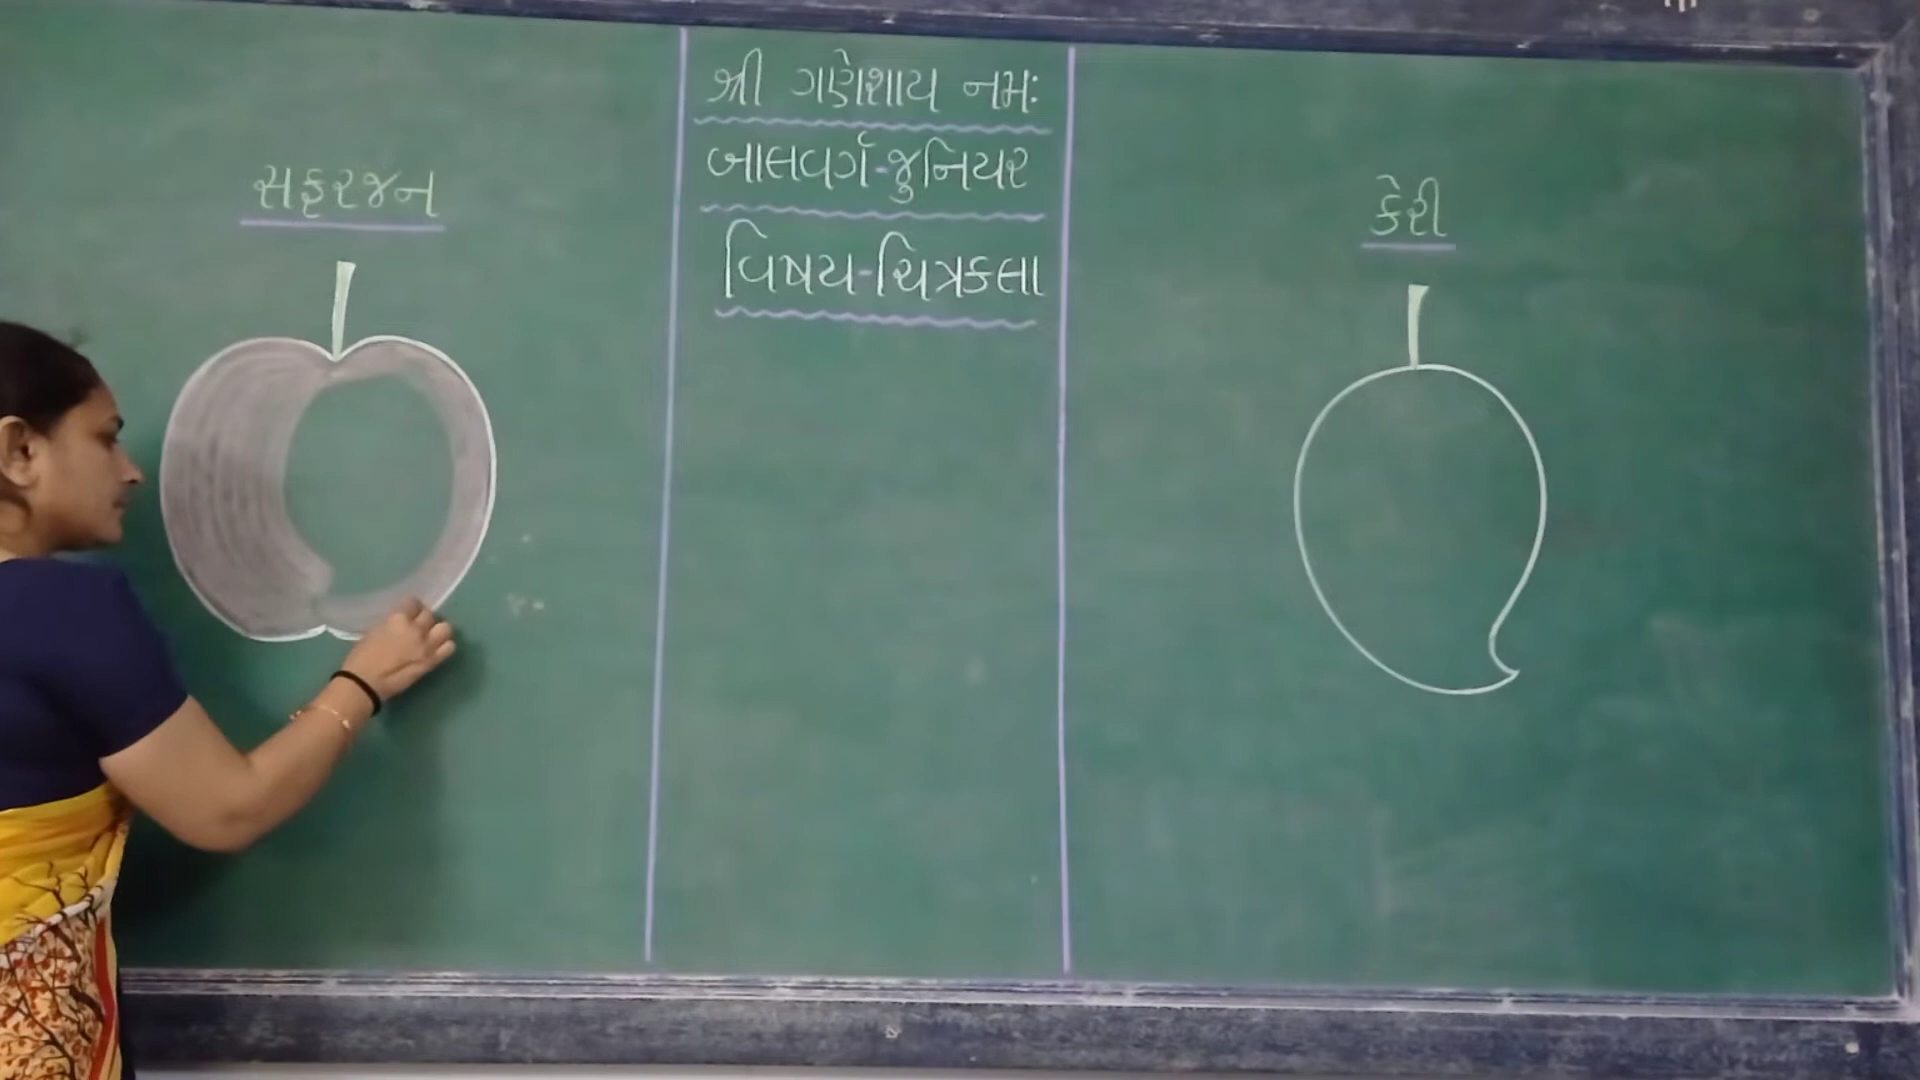 સફરજન
શ્રી ગણેશાય નમઃ
બાલવર્ગ-જુનિયર
વિષય-ચિત્રકલા
કેરી